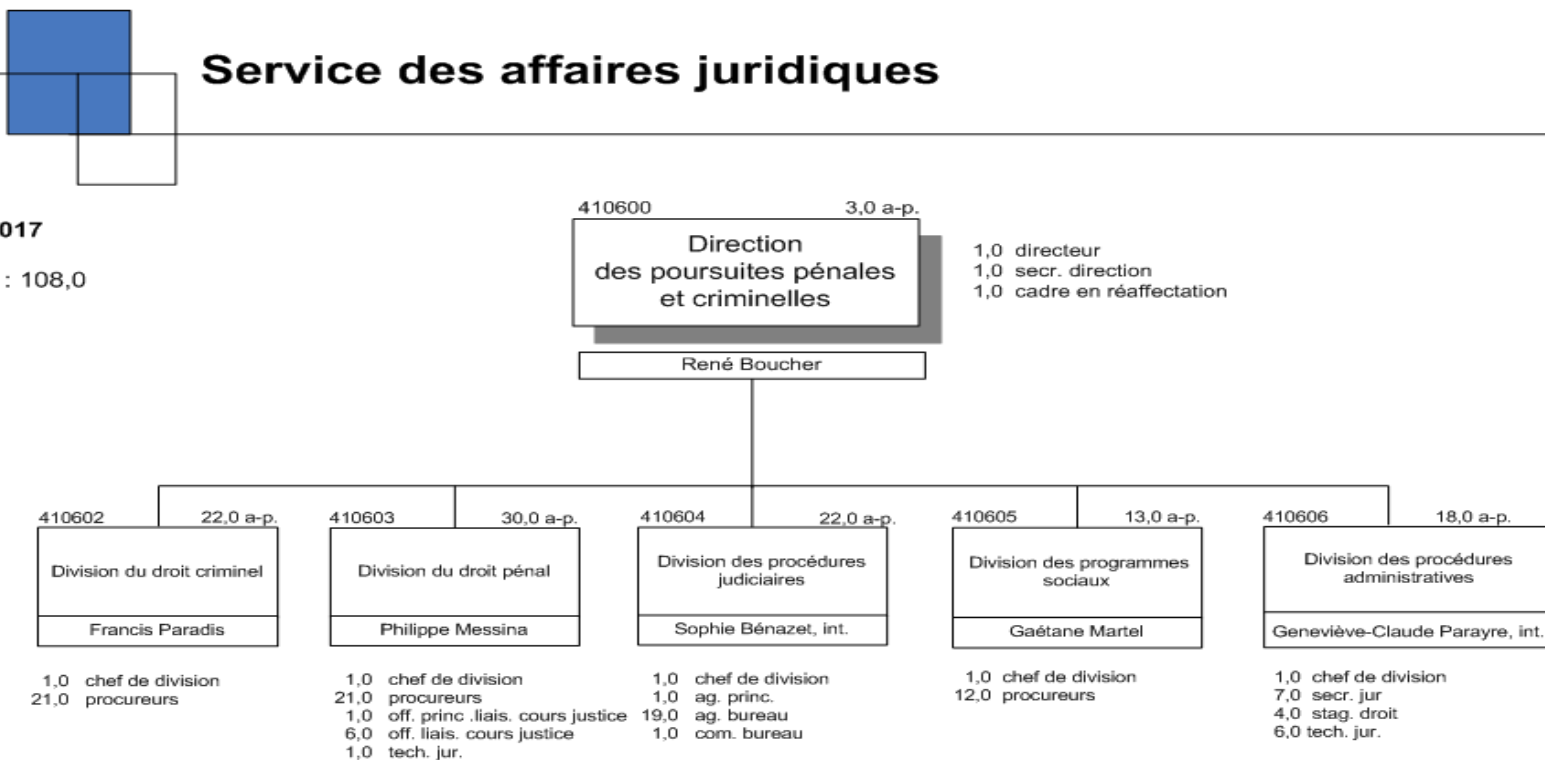 Service des affaires juridiques
017
: 108,0
410600 3,0 a-p.
Direction
des poursuites pénales
et criminelles
1,0 directeur
1,0 secr. direction
1,0 cadre en réaffectation
René Boucher
410602 22,0 a-p.
Division du droit criminel
Francis Paradis
1,0 chef de division
21,0 procureurs
410603 30,0 a-p.
Division du droit pénal
Philippe Messina
1,0 chef de division
21,0 procureurs
1,0 off. princ .liais. cours justice
6,0 off. liais. cours justice
1,0 tech. jur.
410604 22,0 a-p.
Division des procédures
judiciaires
Sophie Bénazet, int.
1,0 chef de division
1,0 ag. princ.
19,0 ag. bureau
1,0 com. bureau
410605 13,0 a-p.
Division des programmes
sociaux
Gaétane Martel
1,0 chef de division
12,0 procureurs
410606 18,0 a-p.
Division des procédures
administratives
Geneviève-Claude Parayre, int.
1,0 chef de division
7,0 secr. jur
4,0 stag. droit
6,0 tech. jur.